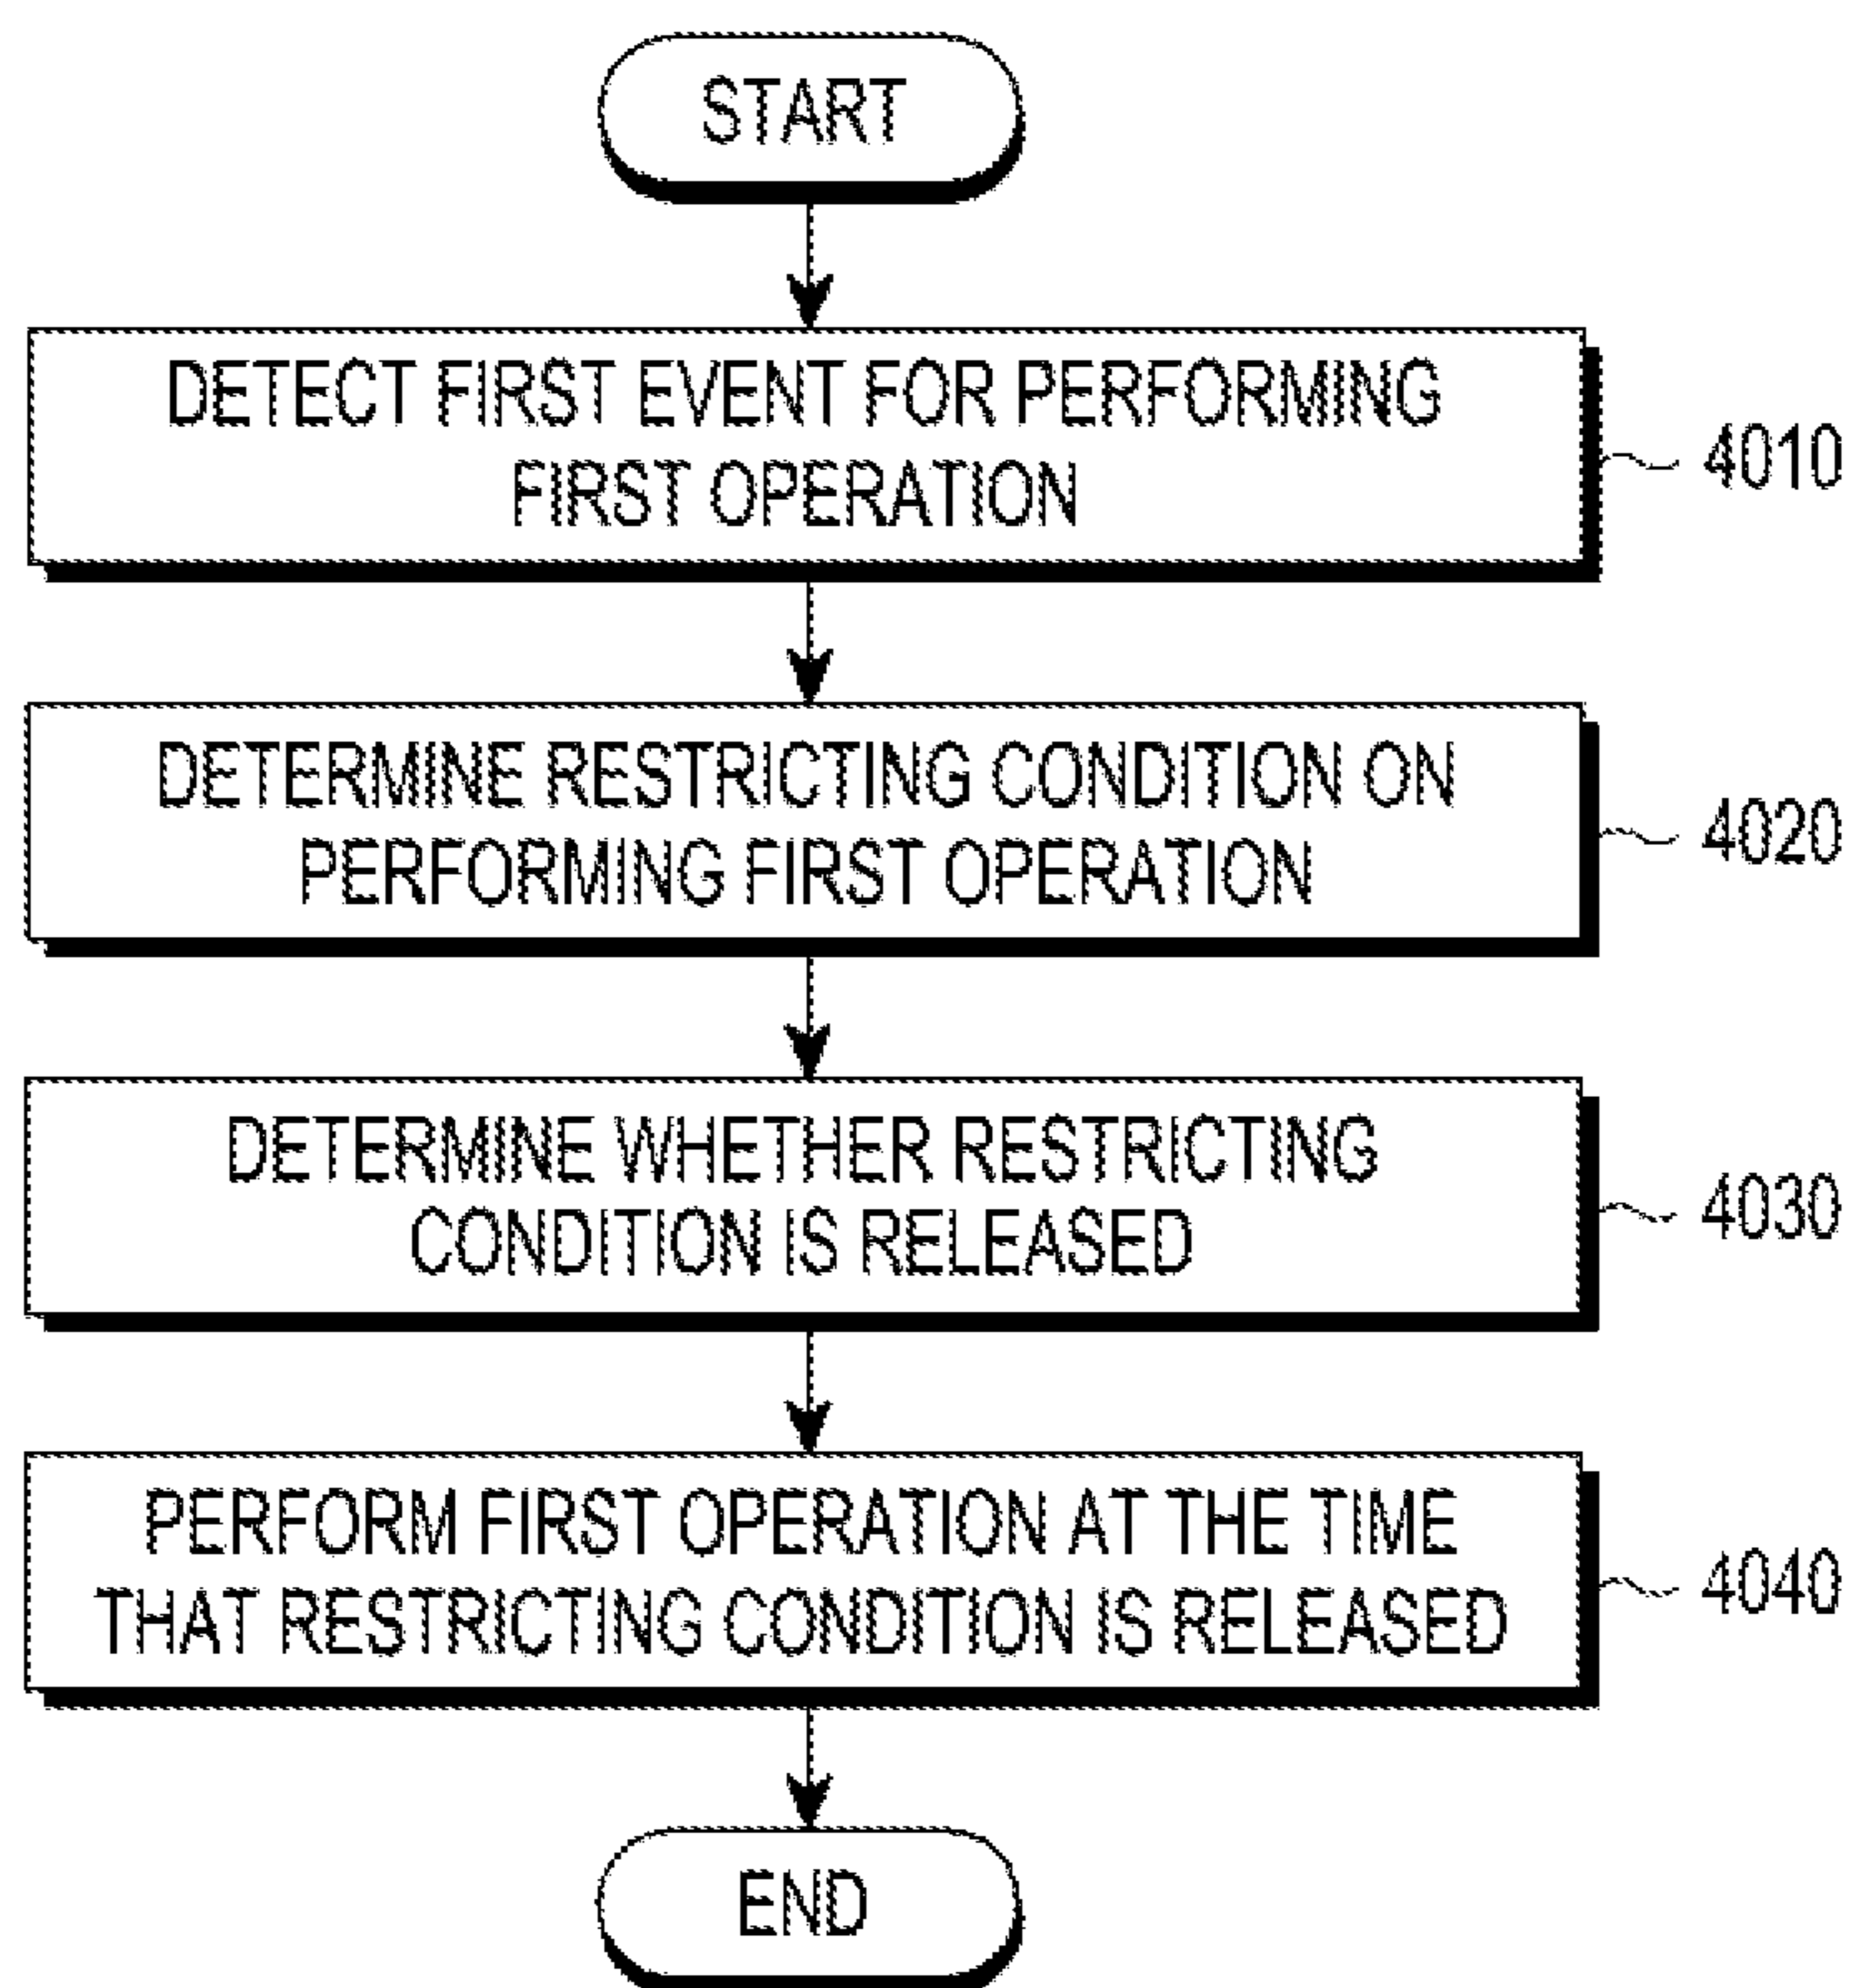 START
DETECT FIRST EVENT FOR PERFORMING
FIRST OPERATION
4010
DETERMINE RESTRICTING CONDITION ON
PERFORMING FIRST OPERATION
4020
DETERMINE WHETHER RESTRICTING
CONDITION IS RELEASED
4030
PERFORM FIRST OPERATION AT THE TIME
THAT RESTRICTING CONDITION IS RELEASED
4040
END